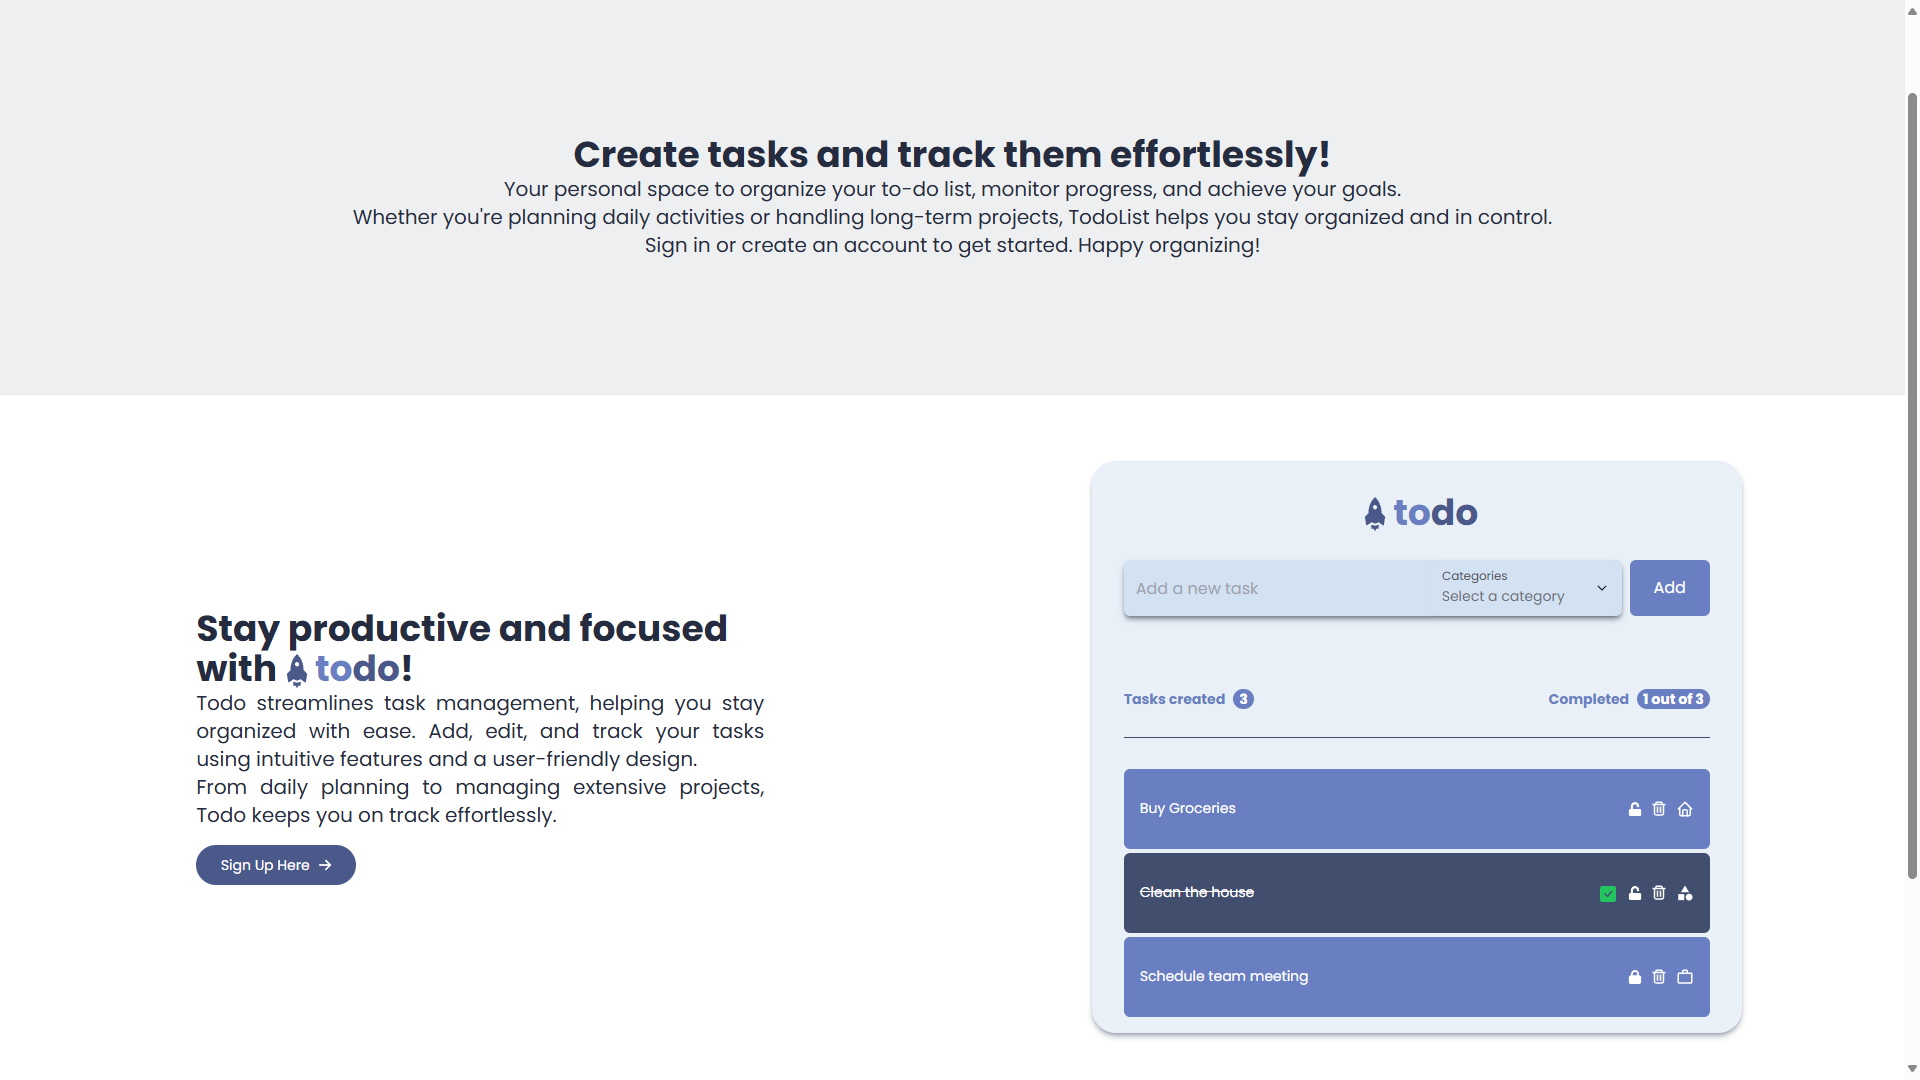 Create tasks and track them effortlessly!
Your personal space to organize your to-do list, monitor progress, and achieve your goals.
Whether you're planning daily activities or handling long-term projects, TodoList helps you stay organized and in control.
Sign in or create an account to get started. Happy organizing!
Stay productive and focused
with todo!
Todo streamlines task management, helping you stay
organized with ease. Add, edit, and track your tasks
using intuitive features and a user-friendly design.
From daily planning to managing extensive projects,
Todo keeps you on track effortlessly.
Sign Up Here
todo
Add a new task
Categories
Select a category
Add
Tasks created 3
Completed 1 out of 3
Buy Groceries
Clean the house
Schedule team meeting